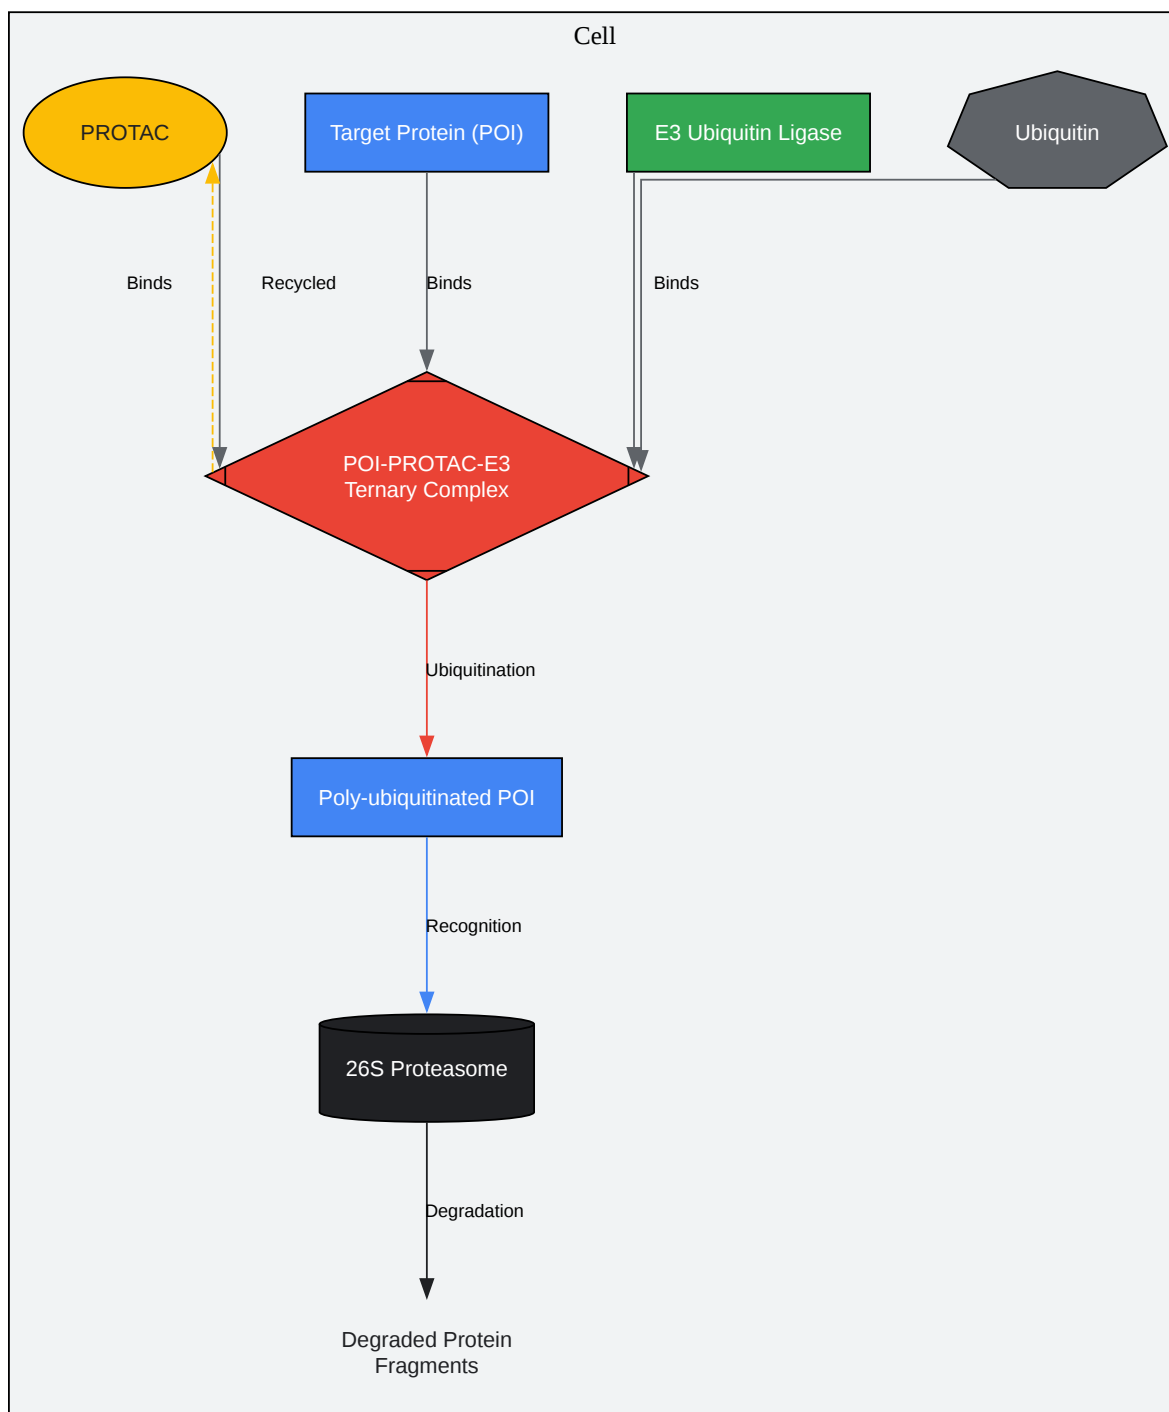 Cell
PROTAC
Target Protein (POI)
E3 Ubiquitin Ligase
Ubiquitin
Binds
Recycled
Binds
Binds
POI-PROTAC-E3
Ternary Complex
Ubiquitination
Poly-ubiquitinated POI
Recognition
26S Proteasome
Degradation
Degraded Protein
Fragments